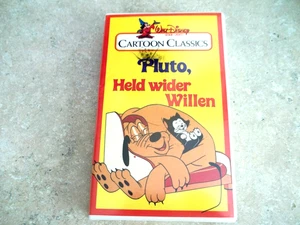 Walt Disney
CARTOON CLASSICS
Pluto,
Held wider
Willen